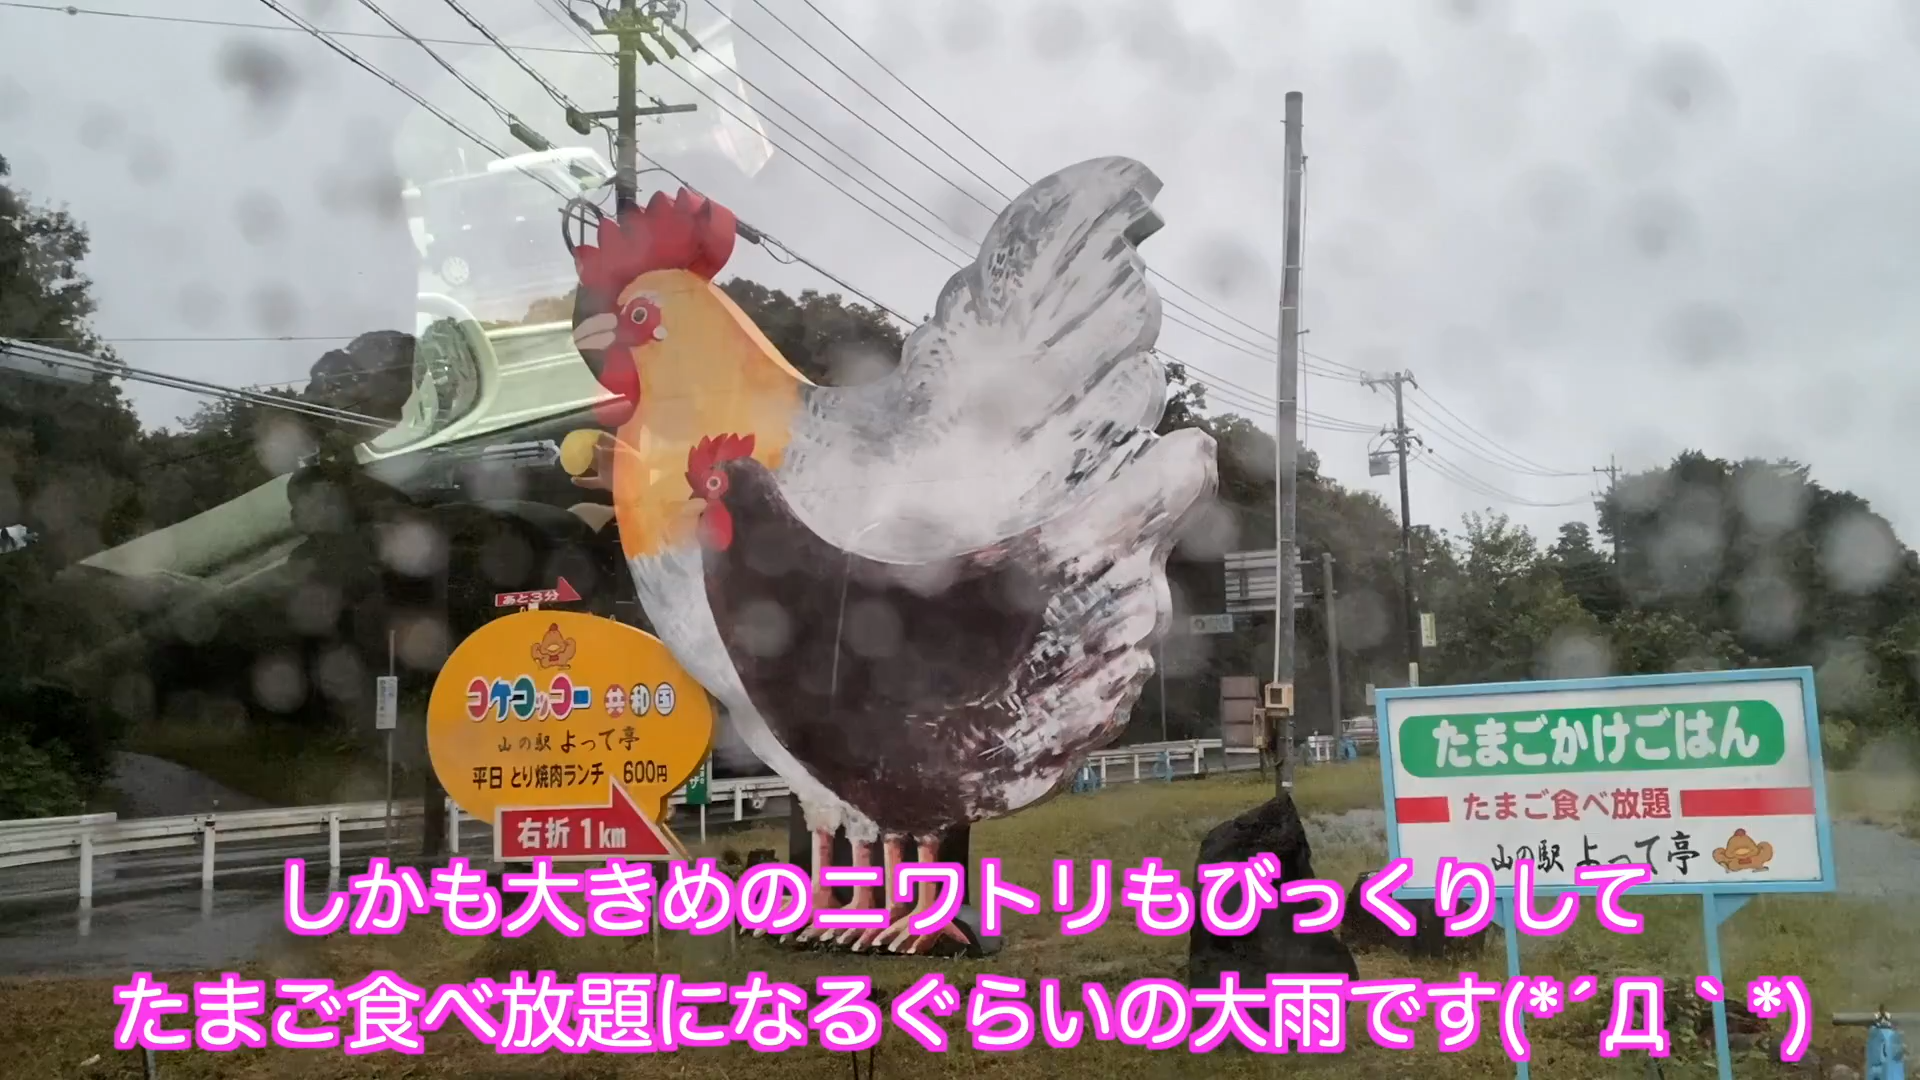 あと3分
コケコッコー 共和国
山の駅 よって亭
平日 とり焼肉ランチ 600円
右折 1km
たまごかけごはん
たまご食べ放題
山の駅 よって亭
しかも大きめのニワトリもびっくりして
たまご食べ放題になるぐらいの大雨です(*´Д｀*)